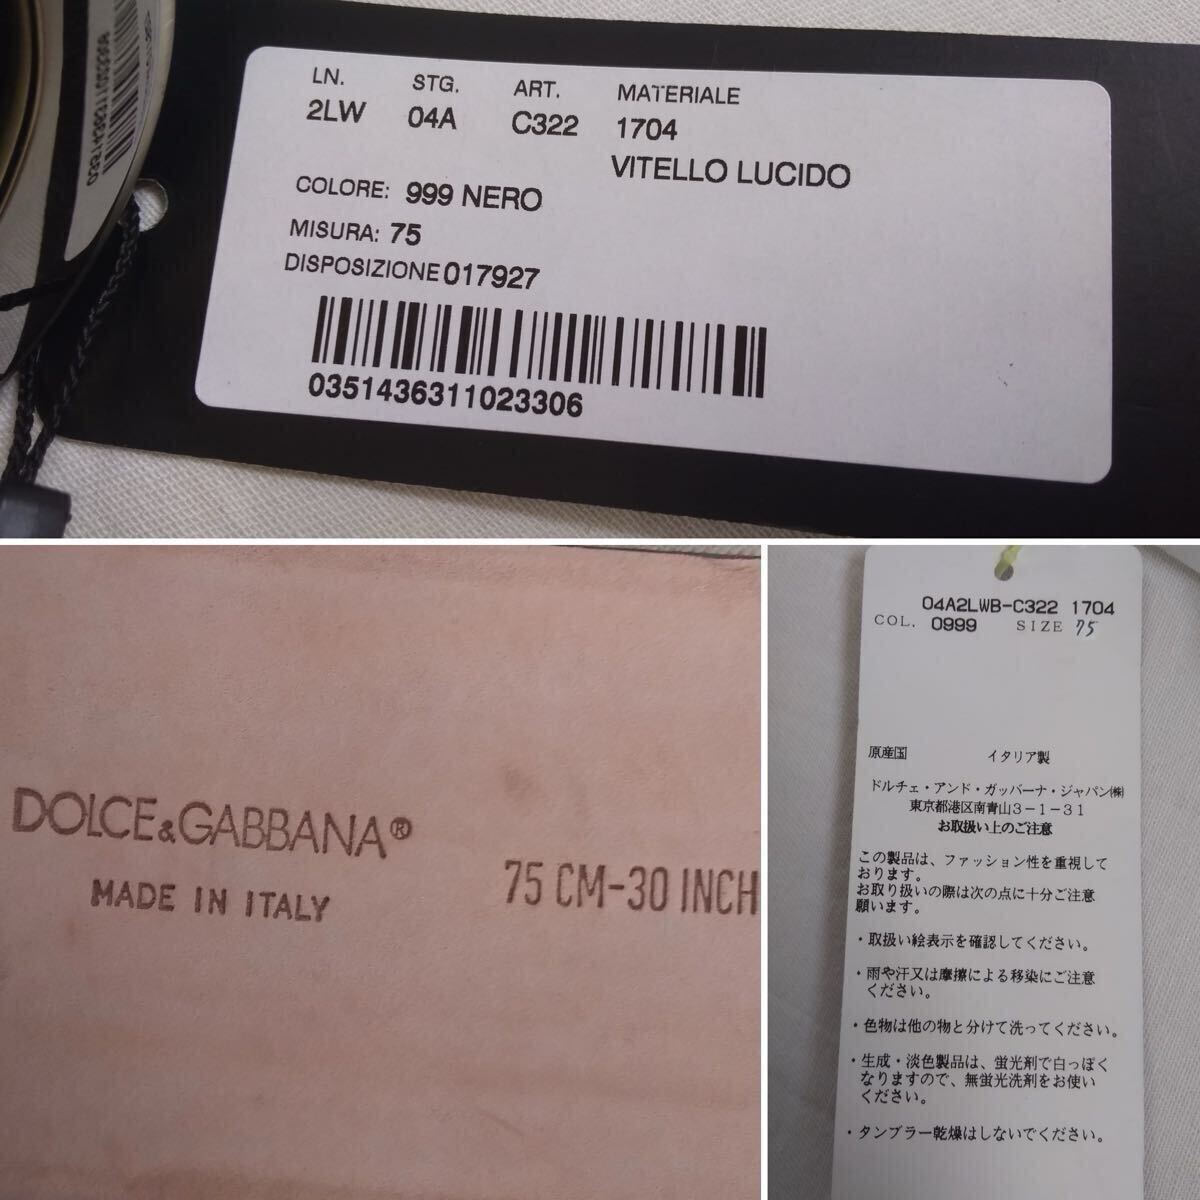 LN. STG. ART. MATERIALE
2LW 04A C322 1704
VITELLO LUCIDO
COLORE: 999 NERO
MISURA: 75
DISPOSIZIONE 017927
0351436311023306
DOLCE&GABBANA®
MADE IN ITALY
75 CM-30 INCH
04A2LWB-C322 1704
COL. 0999 SIZE 75
原産国 イタリア製
ドルチェ・アンド・ガッバーナ・ジャパン㈱
東京都港区南青山3-1-31
お取扱い上のご注意
この製品は、ファッション性を重視して
おります。
お取り扱いの際は次の点に十分ご注意
願います。
・取扱い絵表示を確認してください。
・雨や汗又は摩擦による移染にご注意
ください。
・色物は他の物と分けて洗ってください。
・生成・淡色製品は、蛍光剤で白っぽく
なりますので、無蛍光洗剤をお使い
ください。
・タンブラー乾燥はしないでください。